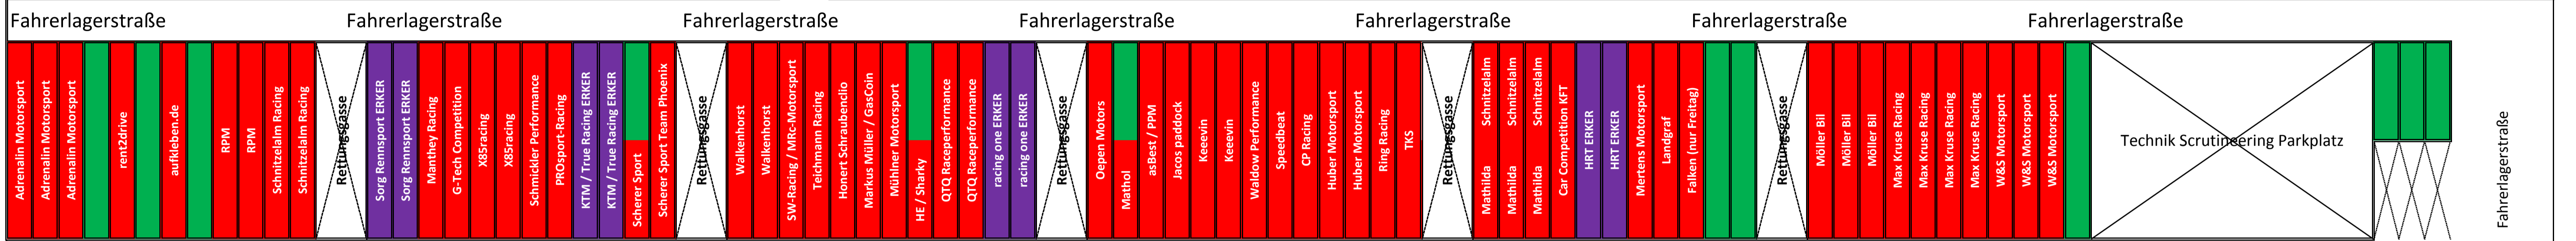 Fahrerlagerstraße
Fahrerlagerstraße
Fahrerlagerstraße
Fahrerlagerstraße
Fahrerlagerstraße
Fahrerlagerstraße
Fahrerlagerstraße
Adrenalin Motorsport
Adrenalin Motorsport
Adrenalin Motorsport
rent2drive
aufkleben.de
RPM
RPM
Schnitzelalm Racing
Schnitzelalm Racing
Rettungsgasse
Sorg Rennsport ERKER
Sorg Rennsport ERKER
Manthey Racing
G-Tech Competition
X85racing
X85racing
Schmickler Performance
PROsport-Racing
KTM / True Racing ERKER
KTM / True Racing ERKER
Scherer Sport
Scherer Sport Team Phoenix
Rettungsgasse
Walkenhorst
Walkenhorst
SW-Racing / MRc-Motorsport
Teichmann Racing
Honert Schraubenclio
Markus Müller / GasCoin
Mühlner Motorsport
HE / Sharky
QTQ Raceperformance
QTQ Raceperformance
racing one ERKER
racing one ERKER
Rettungsgasse
Oepen Motors
Mathol
asBest / PPM
Jacos paddock
Keevin
Keevin
Waldow Performance
Speedbeat
CP Racing
Huber Motorsport
Huber Motorsport
Ring Racing
TKS
Rettungsgasse
Mathilda Schnitzelalm
Mathilda Schnitzelalm
Mathilda Schnitzelalm
Car Competition KFT
HRT ERKER
HRT ERKER
Mertens Motorsport
Landgraf
Falken (nur Freitag)
Rettungsgasse
Möller Bil
Möller Bil
Möller Bil
Max Kruse Racing
Max Kruse Racing
Max Kruse Racing
Max Kruse Racing
W&S Motorsport
W&S Motorsport
W&S Motorsport
Technik Scrutineering Parkplatz
Fahrerlagerstraße